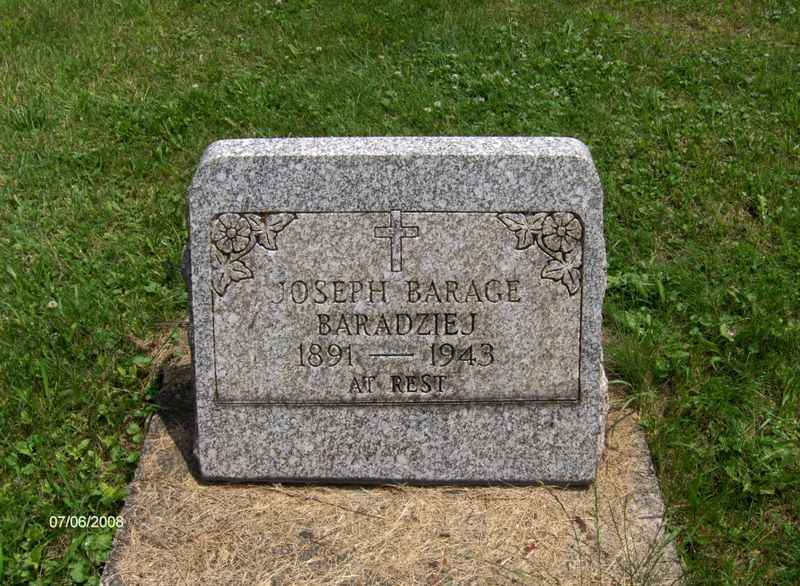 JOSEPH BARAGE
BARADZIEJ
1891 — 1943
AT REST
07/06/2008